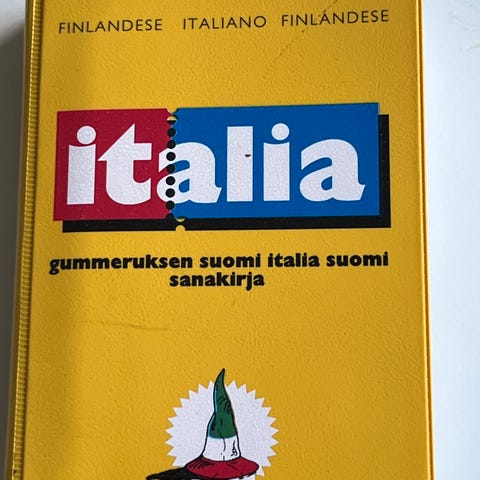 FINLANDESE ITALIANO FINLANDESE
italia
gummeruksen suomi italia suomi
sanakirja